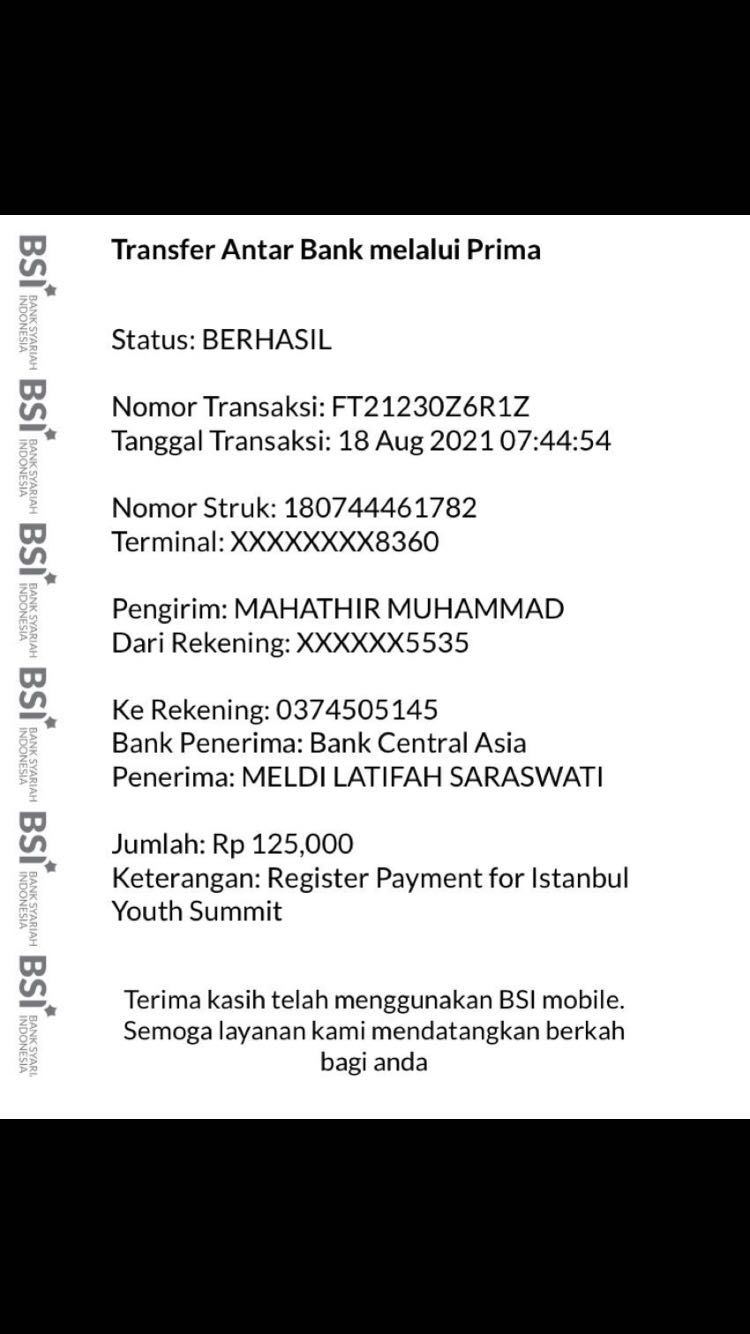 Transfer Antar Bank melalui Prima
Status: BERHASIL
Nomor Transaksi: FT21230Z6R1Z
Tanggal Transaksi: 18 Aug 2021 07:44:54
Nomor Struk: 180744461782
Terminal: XXXXXXXX8360
Pengirim: MAHATHIR MUHAMMAD
Dari Rekening: XXXXXX5535
Ke Rekening: 0374505145
Bank Penerima: Bank Central Asia
Penerima: MELDI LATIFAH SARASWATI
Jumlah: Rp 125,000
Keterangan: Register Payment for Istanbul
Youth Summit
Terima kasih telah menggunakan BSI mobile.
Semoga layanan kami mendatangkan berkah
bagi anda
BSI
BANK SYARIAH
INDONESIA
BSI
BANK SYARIAH
INDONESIA
BSI
BANK SYARIAH
INDONESIA
BSI
BANK SYARIAH
INDONESIA
BSI
BANK SYARIAH
INDONESIA
BSI
BANK SYARI
INDONESIA